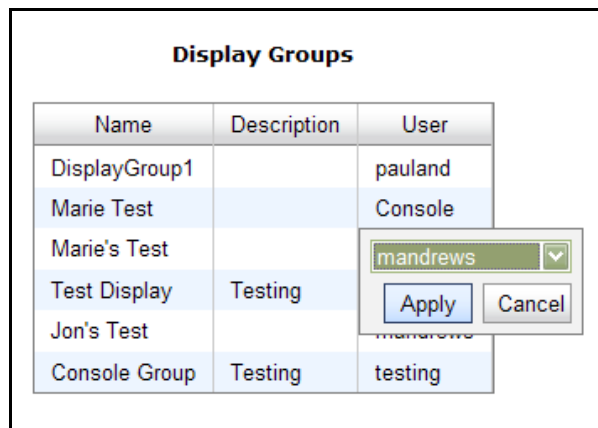 Display Groups
Name Description User
DisplayGroup1 pauland
Marie Test Console
Marie's Test mandrews
Test Display Testing
Apply Cancel
Jon's Test mandrews
Console Group Testing testing